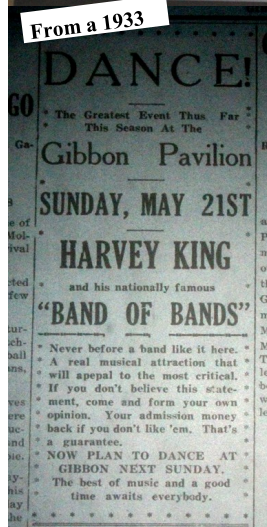 From a 1933
DANCE!
The Greatest Event Thus Far
This Season At The
Gibbon Pavilion
SUNDAY, MAY 21ST
HARVEY KING
and his nationally famous
"BAND OF BANDS"
Never before a band like it here.
A real musical attraction that
will apepal to the most critical.
If you don't believe this state-
ment, come and form your own
opinion. Your admission money
back if you don't like 'em. That's
a guarantee.
NOW PLAN TO DANCE AT
GIBBON NEXT SUNDAY.
The best of music and a good
time awaits everybody.